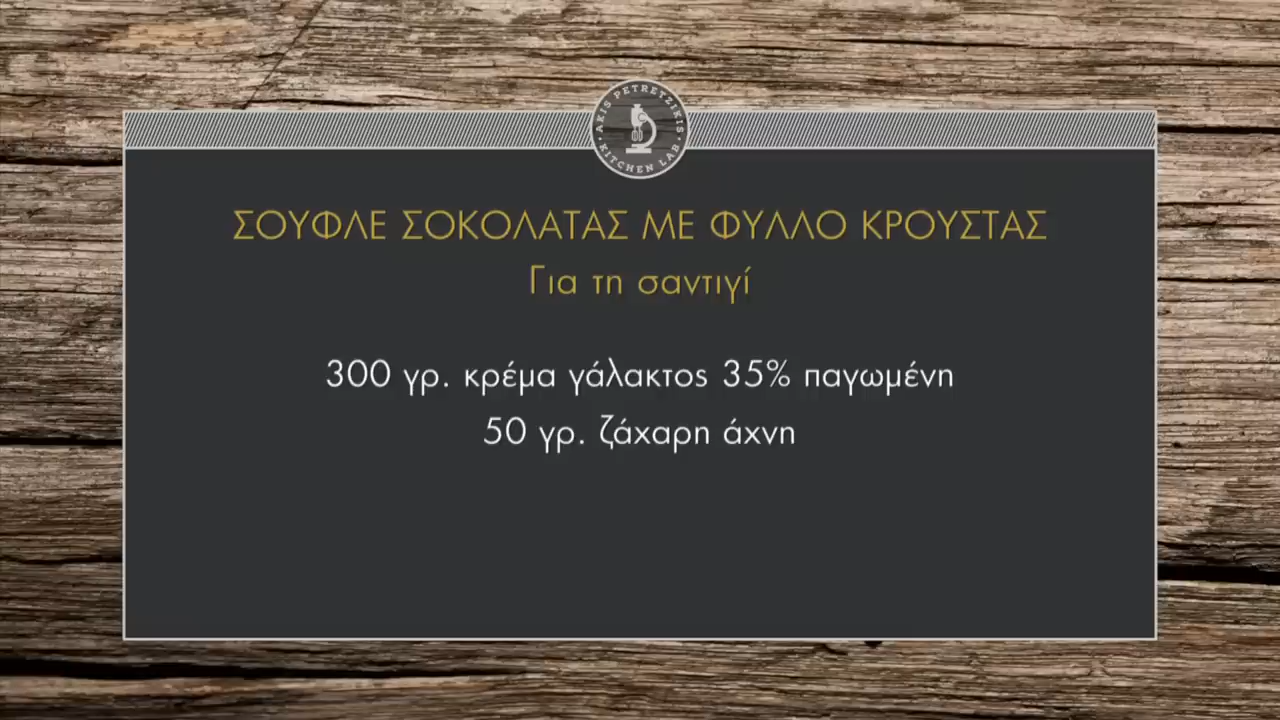 AKIS PETRETZIKIS
KITCHEN LAB
ΣΟΥΦΛΕ ΣΟΚΟΛΑΤΑΣ ΜΕ ΦΥΛΛΟ ΚΡΟΥΣΤΑΣ
Για τη σαντιγί
300 γρ. κρέμα γάλακτος 35% παγωμένη
50 γρ. ζάχαρη άχνη